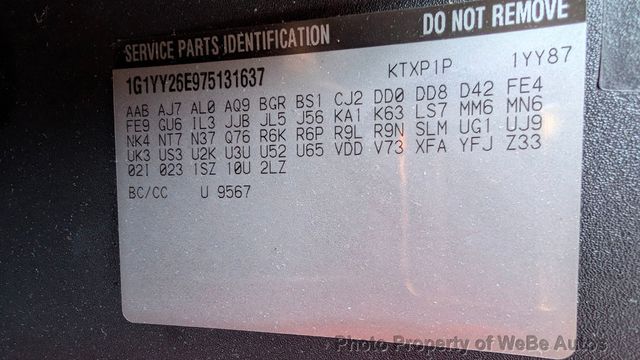 SERVICE PARTS IDENTIFICATION DO NOT REMOVE
1G1YY26E975131637 KTXP1P 1YY87
AAB AJ7 AL0 AQ9 BGR BS1 CJ2 DD0 DD8 D42 FE4
FE9 GU6 IL3 JJB JL5 J56 KA1 K63 LS7 MM6 MN6
NK4 NT7 N37 Q76 R6K R6P R9L R9N SLM UG1 UJ9
UK3 US3 U2K U3U U52 U65 VDD V73 XFA YFJ Z33
021 023 1SZ 10U 2LZ
BC/CC U 9567
Photo Property of WeBe Autos